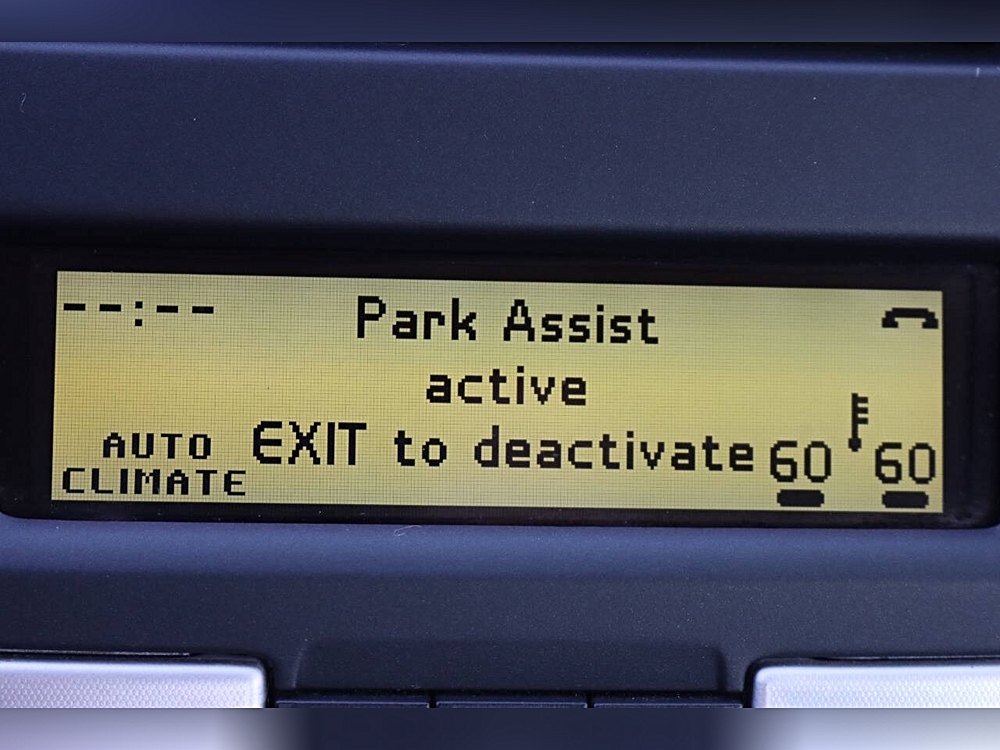 --:-- Park Assist
active
AUTO EXIT to deactivate 60 60
CLIMATE